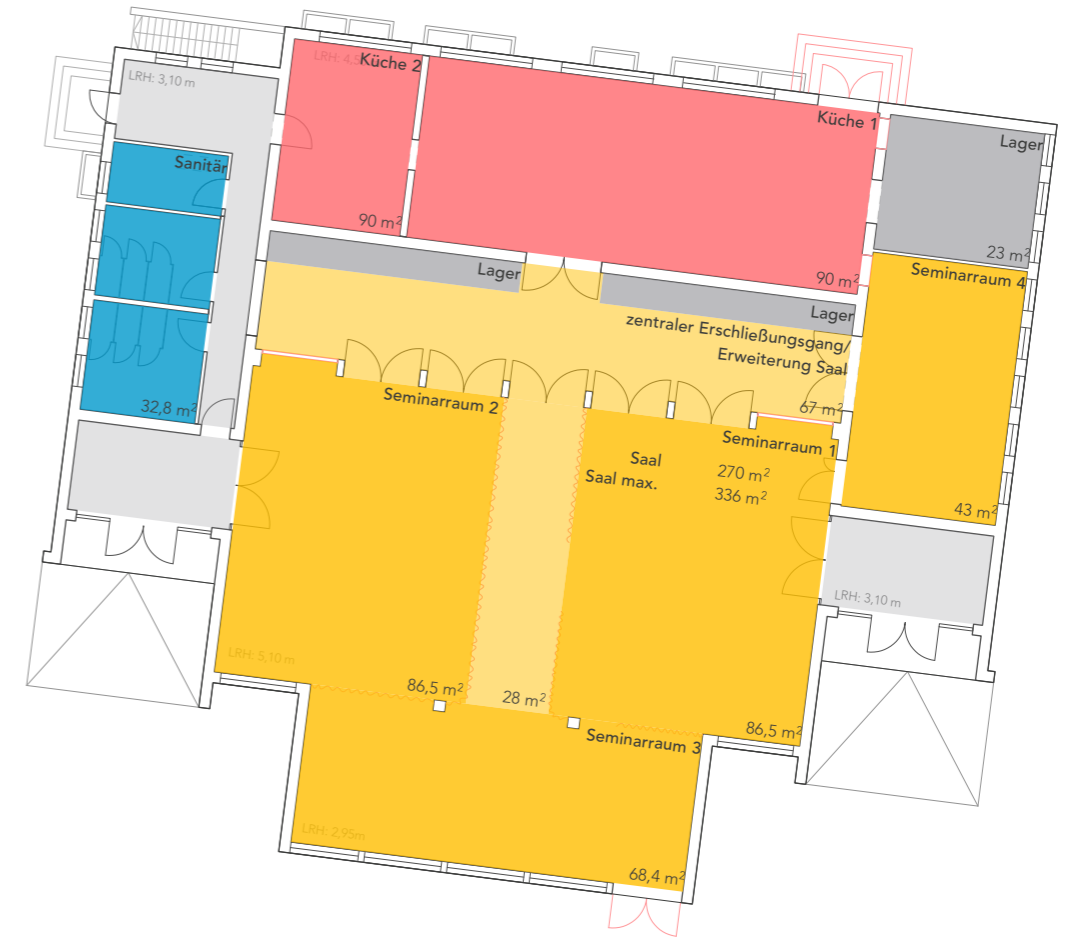 LRH: 3,10 m
Küche 2
Küche 1
Lager
Sanitär
90 m²
23 m²
Lager
90 m²
Seminarraum 4
Lager
zentraler Erschließungsgang/
Erweiterung Saal
67 m²
32,8 m²
Seminarraum 2
Seminarraum 1
Saal 270 m²
Saal max. 336 m²
43 m²
LRH: 3,10 m
LRH: 5,10 m
86,5 m²
28 m²
86,5 m²
Seminarraum 3
LRH: 2,95m
68,4 m²